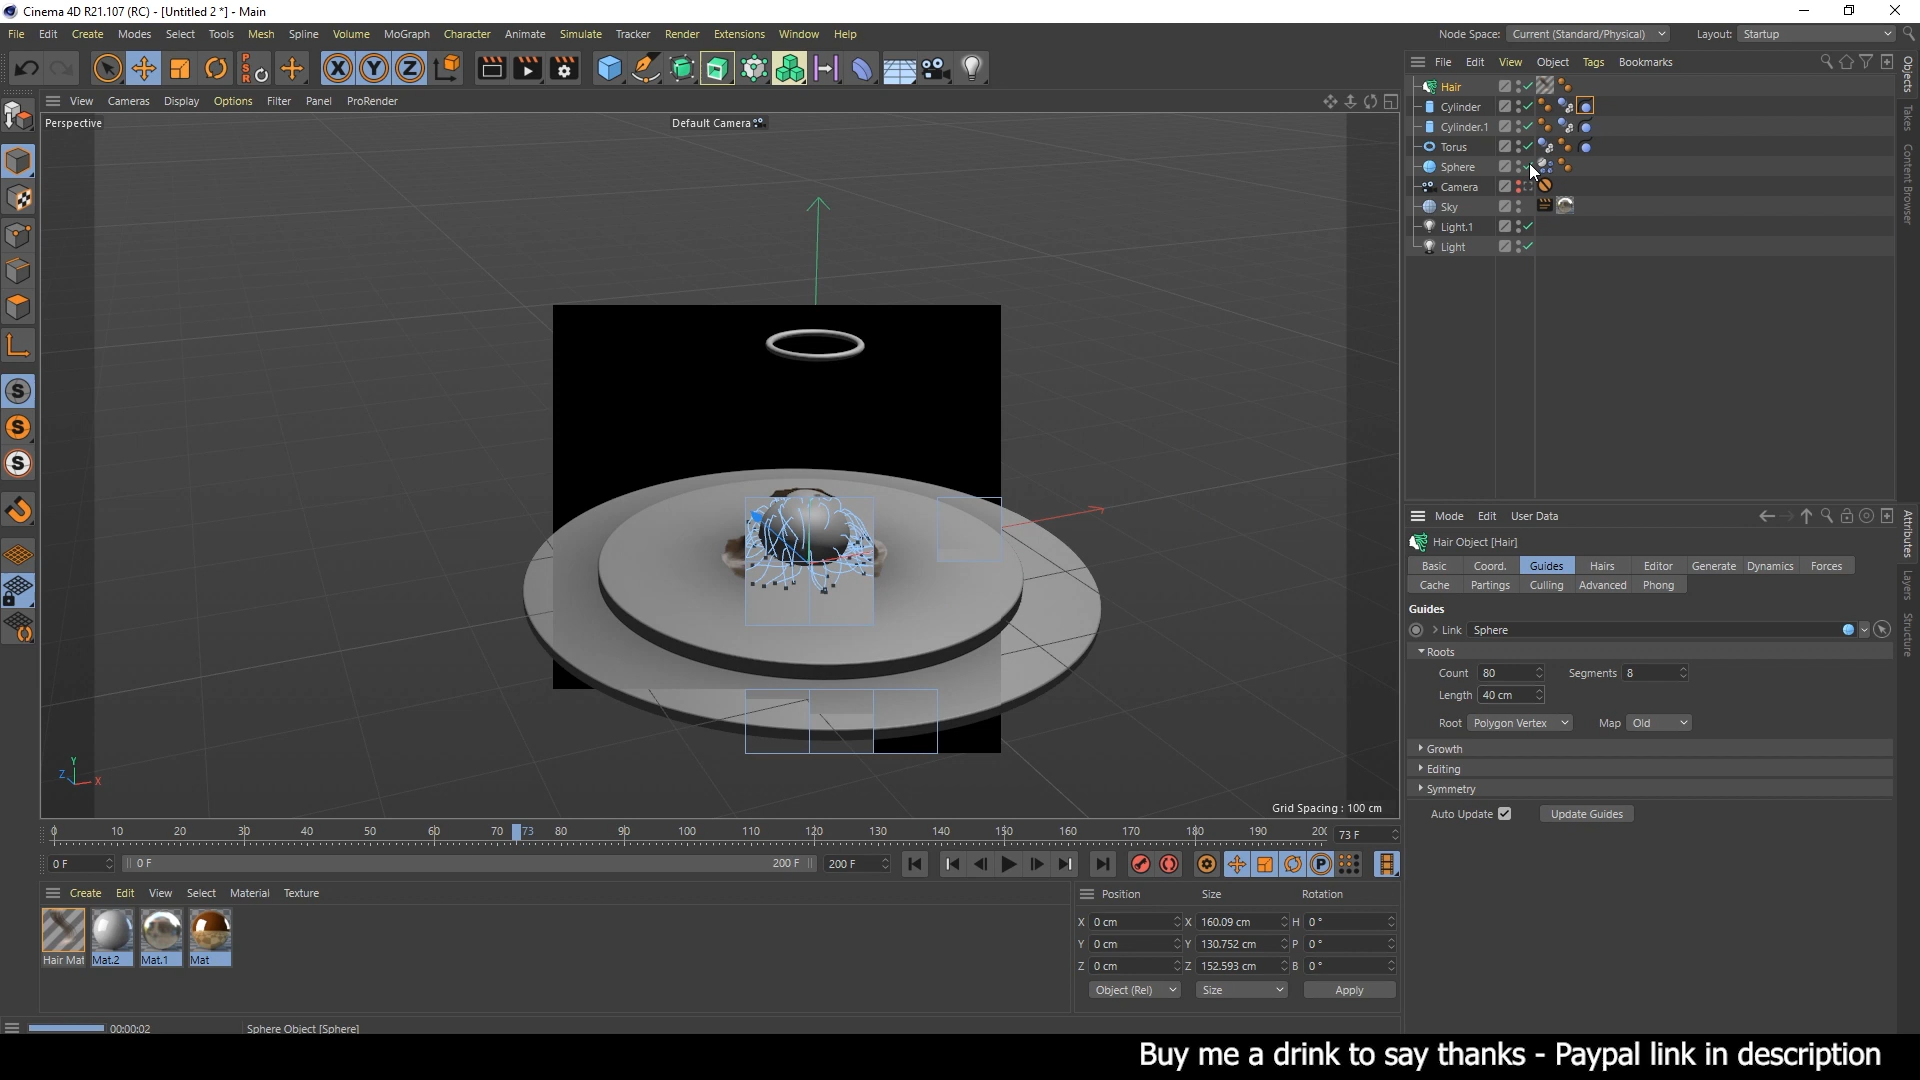 Cinema 4D R21.107 (RC) - [Untitled 2 *] - Main
File Edit Create Modes Select Tools Mesh Spline Volume MoGraph Character Animate Simulate Tracker Render Extensions Window Help
Node Space: Current (Standard/Physical) Layout: Startup
X Y Z
PSR
File Edit View Object Tags Bookmarks
View Cameras Display Options Filter Panel ProRender
Perspective
Default Camera
Hair
Cylinder
Cylinder.1
Torus
Sphere
Camera
Sky
Light.1
Light
Objects
Takes
Content Browser
Mode Edit User Data
Hair Object [Hair]
Basic Coord. Guides Hairs Editor Generate Dynamics Forces
Cache Partings Culling Advanced Phong
Guides
Link Sphere
Roots
Count 80 Segments 8
Length 40 cm
Root Polygon Vertex Map Old
Growth
Editing
Symmetry
Auto Update Update Guides
Attributes
Layers
Structure
S
S
S
Y
Z
X
Grid Spacing : 100 cm
0 10 20 30 40 50 60 70 73 80 90 100 110 120 130 140 150 160 170 180 190 200 73 F
0 F 0 F 200 F 200 F
P
Create Edit View Select Material Texture
Hair Mat Mat.2 Mat.1 Mat
Position Size Rotation
X 0 cm X 160.09 cm H 0 °
Y 0 cm Y 130.752 cm P 0 °
Z 0 cm Z 152.593 cm B 0 °
Object (Rel) Size Apply
00:00:02 Sphere Object [Sphere]
Buy me a drink to say thanks - Paypal link in description